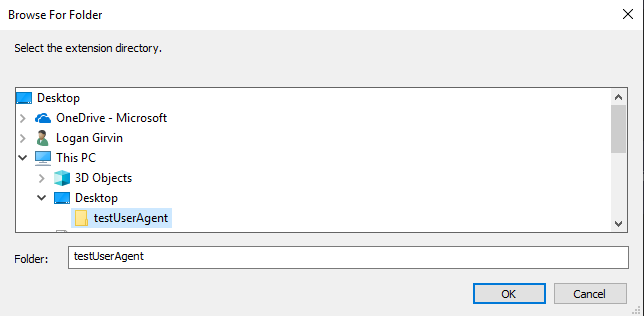 Browse For Folder
Select the extension directory.
Desktop
OneDrive - Microsoft
Logan Girvin
This PC
3D Objects
Desktop
testUserAgent
Folder: testUserAgent
OK Cancel